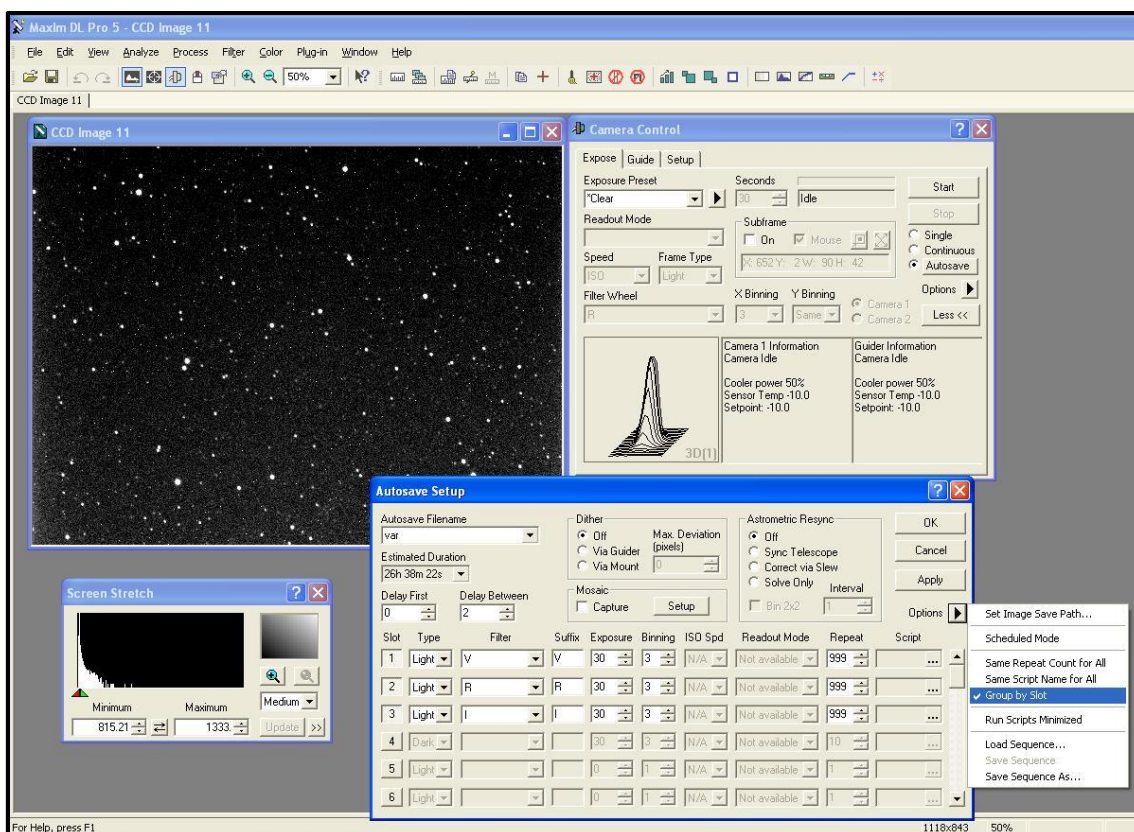 MaxIm DL Pro 5 - CCD Image 11
File Edit View Analyze Process Filter Color Plug-in Window Help
50%
CCD Image 11
CCD Image 11
Camera Control
Expose Guide Setup
Exposure Preset Seconds Start
*Clear 30 Idle
Readout Mode Subframe Stop
On Mouse Single
Speed Frame Type Continuous
ISO Light X: 652 Y: 2 W: 90 H: 42 Autosave
Filter Wheel X Binning Y Binning Camera 1 Options
R 3 Same Camera 2 Less <<
Camera 1 Information Guider Information
Camera Idle Camera Idle
Cooler power 50% Cooler power 50%
Sensor Temp -10.0 Sensor Temp -10.0
Setpoint: -10.0 Setpoint: -10.0
3D[1]
Autosave Setup
Autosave Filename Dither Astrometric Resync OK
var Off Max. Deviation Off
Via Guider (pixels) Sync Telescope
Estimated Duration Via Mount 0 Correct via Slew Cancel
26h 38m 22s Solve Only Interval
Delay First Delay Between Mosaic Bin 2x2 1 Apply
0 2 Capture Setup Options
Slot Type Filter Suffix Exposure Binning ISO Spd Readout Mode Repeat Script
1 Light V V 30 3 N/A Not available 999 ...
2 Light R R 30 3 N/A Not available 999 ...
3 Light I I 30 3 N/A Not available 999 ...
4 Dark 30 3 N/A Not available 10 ...
5 Light 0 1 N/A Not available 1 ...
6 Light 0 1 N/A Not available 1 ...
Set Image Save Path...
Scheduled Mode
Same Repeat Count for All
Same Script Name for All
Group by Slot
Run Scripts Minimized
Load Sequence...
Save Sequence
Save Sequence As...
Screen Stretch
Medium
Minimum Maximum
815.21 1333. Update >>
For Help, press F1 1118x843 50%